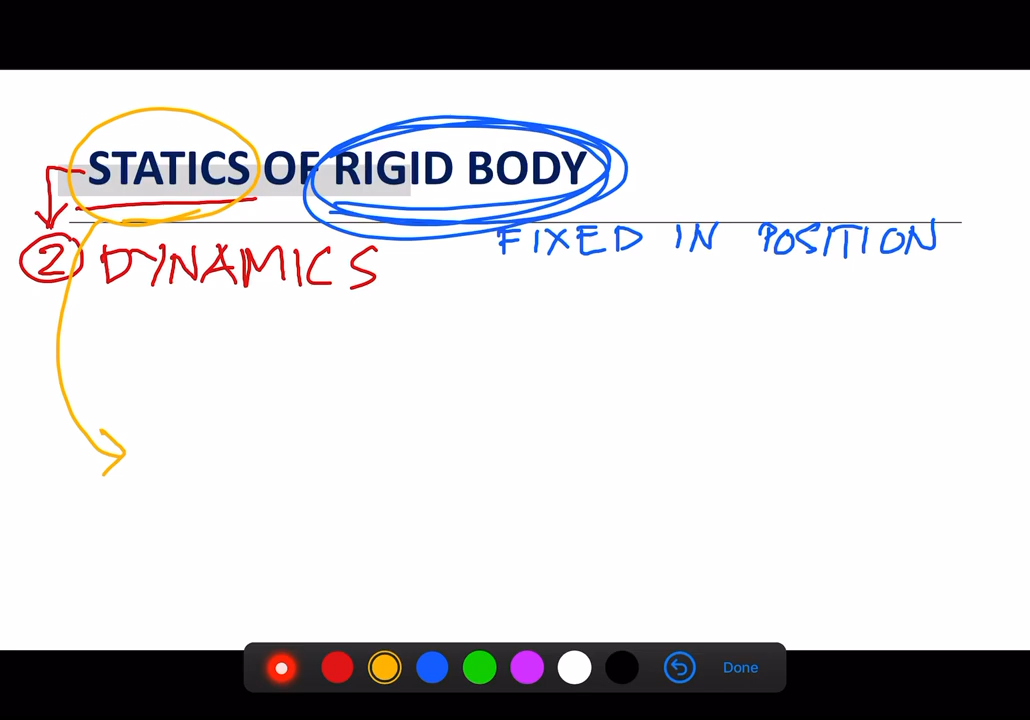 STATICS OF RIGID BODY
FIXED IN POSITION
② DYNAMICS
Done